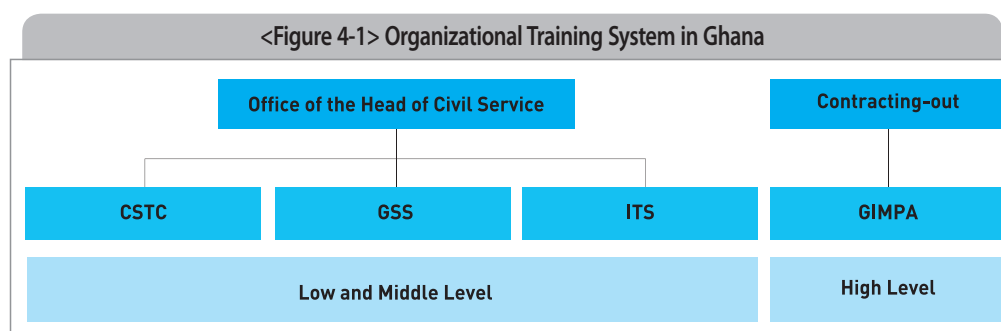 <Figure 4-1> Organizational Training System in Ghana
Office of the Head of Civil Service
Contracting-out
CSTC
GSS
ITS
GIMPA
Low and Middle Level
High Level